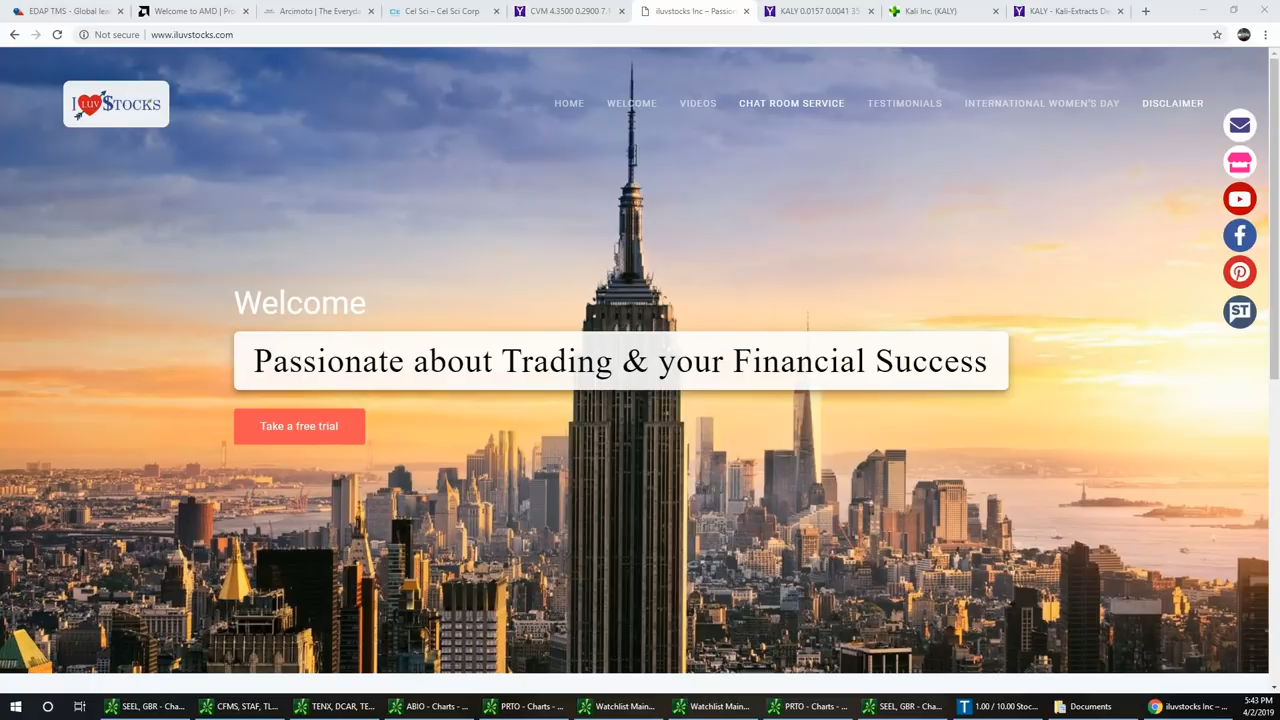 EDAP TMS - Global lea
Welcome to AMD | Pro
Arcimoto | The Everyda
Cel Sci – Cel Sci Corp
CVM 4.3500 0.2900 7.1
iluvstocks Inc – Passion
KALY 0.0157 0.0041 35
Kali Inc. (KALY)
KALY - Kali-Extracts De
Not secure
www.iluvstocks.com
I LUV $TOCKS
HOME
WELCOME
VIDEOS
CHAT ROOM SERVICE
TESTIMONIALS
INTERNATIONAL WOMEN'S DAY
DISCLAIMER
ST
Welcome
Passionate about Trading & your Financial Success
Take a free trial
SEEL, GBR - Cha...
CFMS, STAF, TL...
TENX, DCAR, TE...
ABIO - Charts - ...
PRTO - Charts - ...
Watchlist Main...
Watchlist Main...
PRTO - Charts - ...
SEEL, GBR - Cha...
1.00 / 10.00 Stoc...
Documents
iluvstocks Inc – ...
5:43 PM
4/2/2019